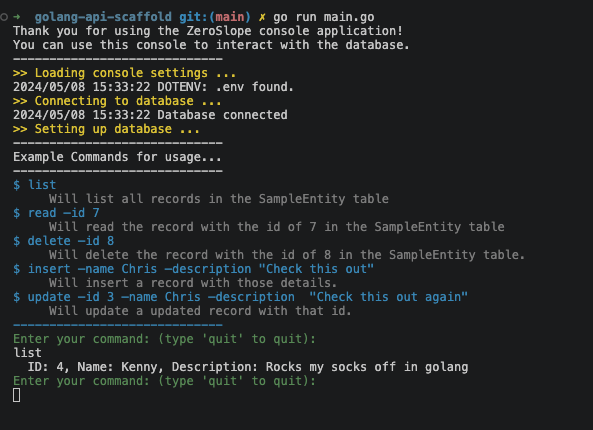 ➜  golang-api-scaffold git:(main) ✗ go run main.go
Thank you for using the ZeroSlope console application!
You can use this console to interact with the database.
-----------------------------
>> Loading console settings ...
2024/05/08 15:33:22 DOTENV: .env found.
>> Connecting to database ...
2024/05/08 15:33:22 Database connected
>> Setting up database ...
-----------------------------
Example Commands for usage...
-----------------------------
$ list
     Will list all records in the SampleEntity table
$ read —id 7
     Will read the record with the id of 7 in the SampleEntity table
$ delete —id 8
     Will delete the record with the id of 8 in the SampleEntity table.
$ insert —name Chris —description "Check this out"
     Will insert a record with those details.
$ update —id 3 —name Chris —description  "Check this out again"
     Will update a updated record with that id.
-----------------------------
Enter your command: (type 'quit' to quit):
list
  ID: 4, Name: Kenny, Description: Rocks my socks off in golang
Enter your command: (type 'quit' to quit):